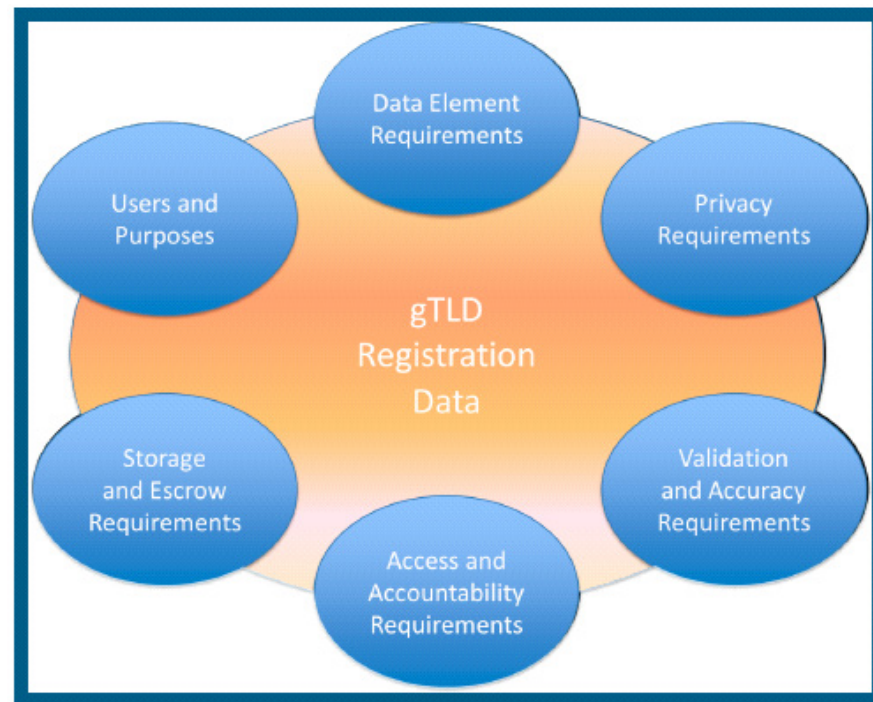 Data Element
Requirements
Users and
Purposes
Privacy
Requirements
gTLD
Registration
Data
Storage
and Escrow
Requirements
Validation
and Accuracy
Requirements
Access and
Accountability
Requirements